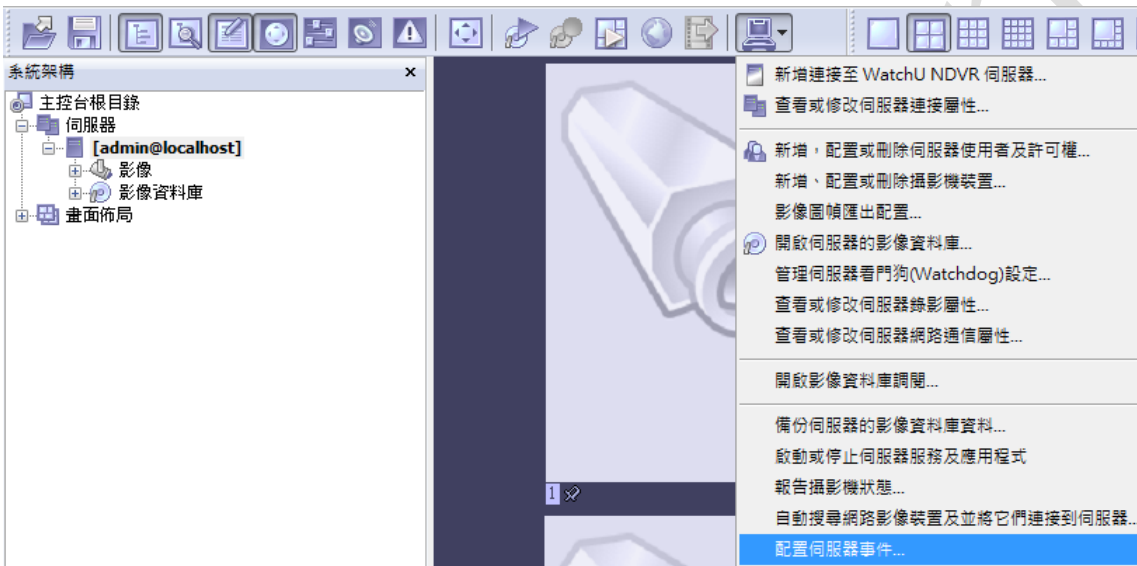 系統架構
x
主控台根目錄
伺服器
[admin@localhost]
影像
影像資料庫
畫面佈局
1
新增連接至 WatchU NDVR 伺服器...
查看或修改伺服器連接屬性...
新增，配置或刪除伺服器使用者及許可權...
新增、配置或刪除攝影機裝置...
影像圖幀匯出配置...
開啟伺服器的影像資料庫...
管理伺服器看門狗(Watchdog)設定...
查看或修改伺服器錄影屬性...
查看或修改伺服器網路通信屬性...
開啟影像資料庫調閱...
備份伺服器的影像資料庫資料...
啟動或停止伺服器服務及應用程式
報告攝影機狀態...
自動搜尋網路影像裝置及並將它們連接到伺服器...
配置伺服器事件...